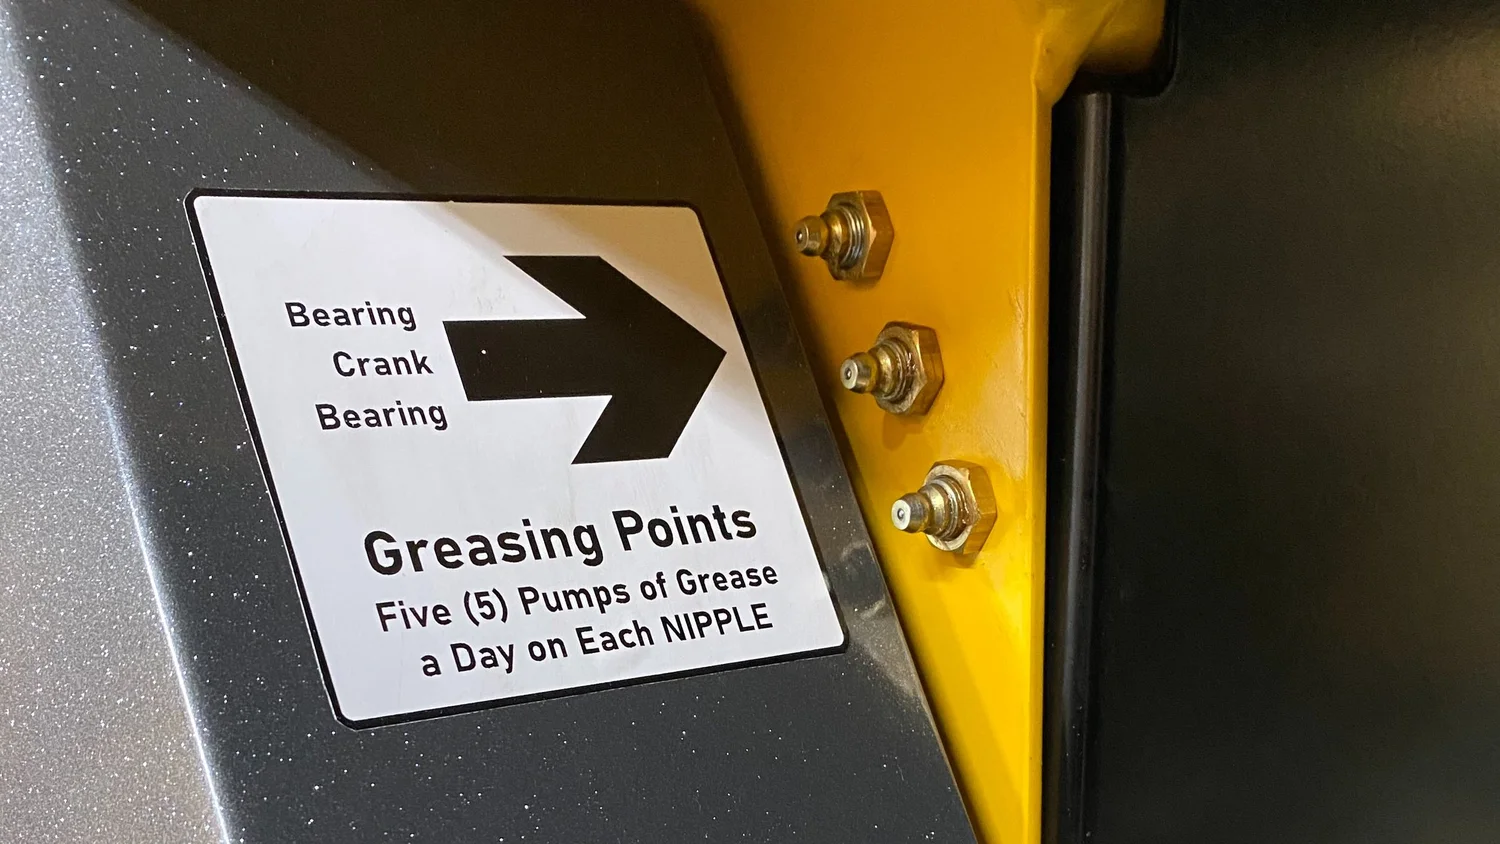 Bearing
Crank
Bearing
Greasing Points
Five (5) Pumps of Grease
a Day on Each NIPPLE